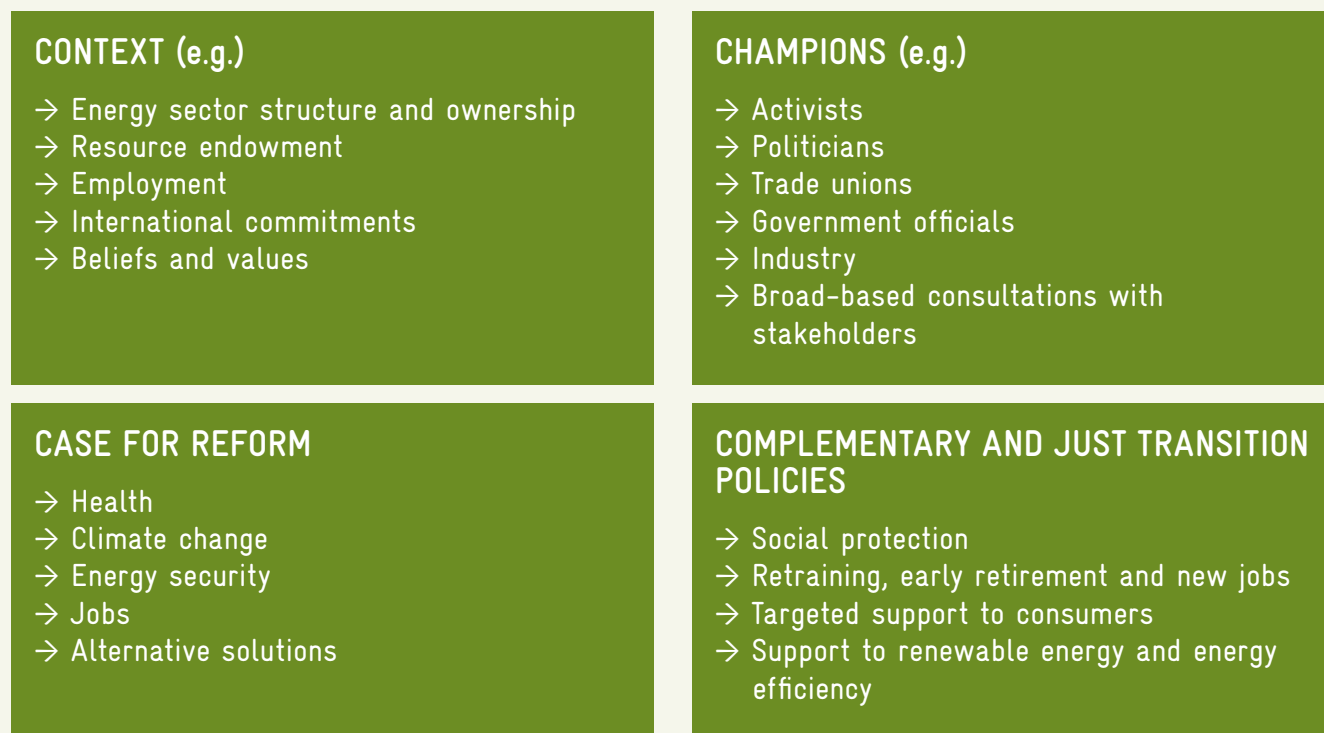 CONTEXT (e.g.)
→ Energy sector structure and ownership
→ Resource endowment
→ Employment
→ International commitments
→ Beliefs and values
CHAMPIONS (e.g.)
→ Activists
→ Politicians
→ Trade unions
→ Government officials
→ Industry
→ Broad-based consultations with
stakeholders
CASE FOR REFORM
→ Health
→ Climate change
→ Energy security
→ Jobs
→ Alternative solutions
COMPLEMENTARY AND JUST TRANSITION
POLICIES
→ Social protection
→ Retraining, early retirement and new jobs
→ Targeted support to consumers
→ Support to renewable energy and energy
efficiency